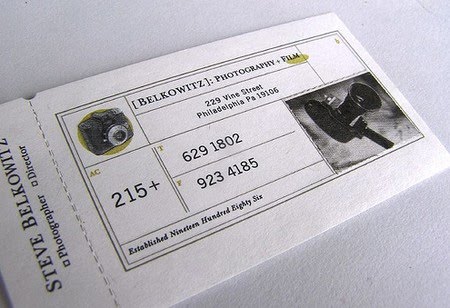 STEVE BELKOWITZ
□ Photographer □ Director
[BELKOWITZ]: PHOTOGRAPHY + FILM
229 Vine Street
Philadelphia Pa 19106
AC
215+
T
629 1802
F
923 4185
Established Nineteen Hundred Eighty Six